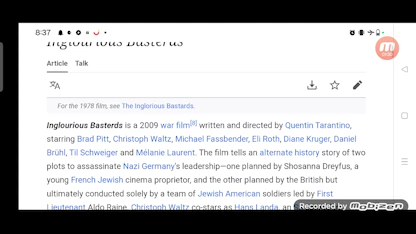 8:37
Inglourious Basterds
Article Talk
For the 1978 film, see The Inglorious Bastards.
Inglourious Basterds is a 2009 war film[8] written and directed by Quentin Tarantino,
starring Brad Pitt, Christoph Waltz, Michael Fassbender, Eli Roth, Diane Kruger, Daniel
Brühl, Til Schweiger and Mélanie Laurent. The film tells an alternate history story of two
plots to assassinate Nazi Germany's leadership—one planned by Shosanna Dreyfus, a
young French Jewish cinema proprietor, and the other planned by the British but
ultimately conducted solely by a team of Jewish American soldiers led by First
Lieutenant Aldo Raine. Christoph Waltz co-stars as Hans Landa, an
Recorded by Mobizen